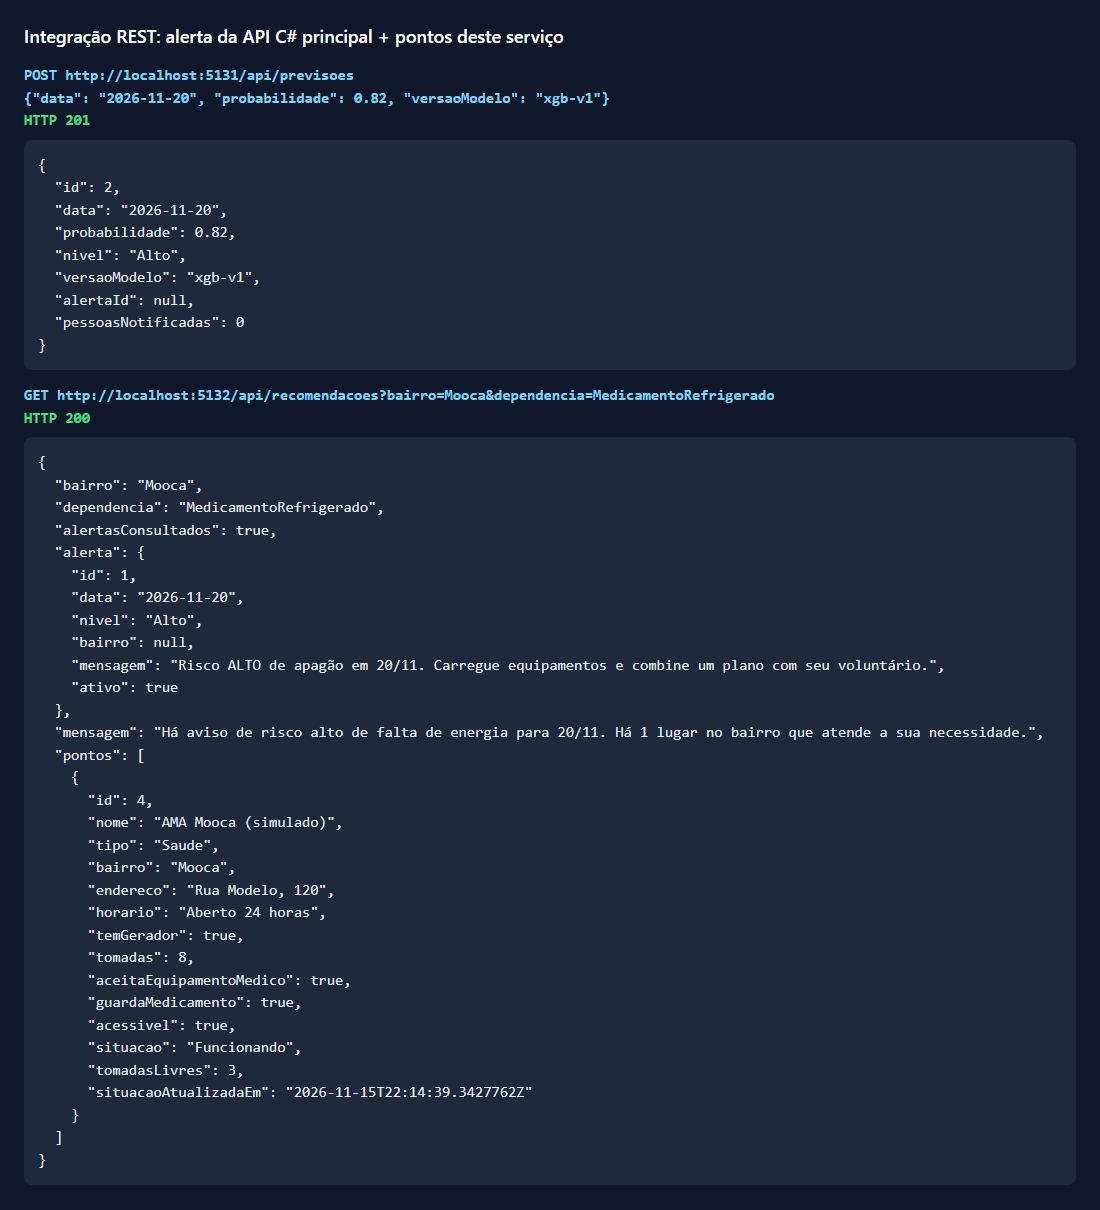 Integração REST: alerta da API C# principal + pontos deste serviço
POST http://localhost:5131/api/previsoes
{"data": "2026-11-20", "probabilidade": 0.82, "versaoModelo": "xgb-v1"}
HTTP 201
{
  "id": 2,
  "data": "2026-11-20",
  "probabilidade": 0.82,
  "nivel": "Alto",
  "versaoModelo": "xgb-v1",
  "alertaId": null,
  "pessoasNotificadas": 0
}
GET http://localhost:5132/api/recomendacoes?bairro=Mooca&dependencia=MedicamentoRefrigerado
HTTP 200
{
  "bairro": "Mooca",
  "dependencia": "MedicamentoRefrigerado",
  "alertasConsultados": true,
  "alerta": {
    "id": 1,
    "data": "2026-11-20",
    "nivel": "Alto",
    "bairro": null,
    "mensagem": "Risco ALTO de apagão em 20/11. Carregue equipamentos e combine um plano com seu voluntário.",
    "ativo": true
  },
  "mensagem": "Há aviso de risco alto de falta de energia para 20/11. Há 1 lugar no bairro que atende a sua necessidade.",
  "pontos": [
    {
      "id": 4,
      "nome": "AMA Mooca (simulado)",
      "tipo": "Saude",
      "bairro": "Mooca",
      "endereco": "Rua Modelo, 120",
      "horario": "Aberto 24 horas",
      "temGerador": true,
      "tomadas": 8,
      "aceitaEquipamentoMedico": true,
      "guardaMedicamento": true,
      "acessivel": true,
      "situacao": "Funcionando",
      "tomadasLivres": 3,
      "situacaoAtualizadaEm": "2026-11-15T22:14:39.3427762Z"
    }
  ]
}